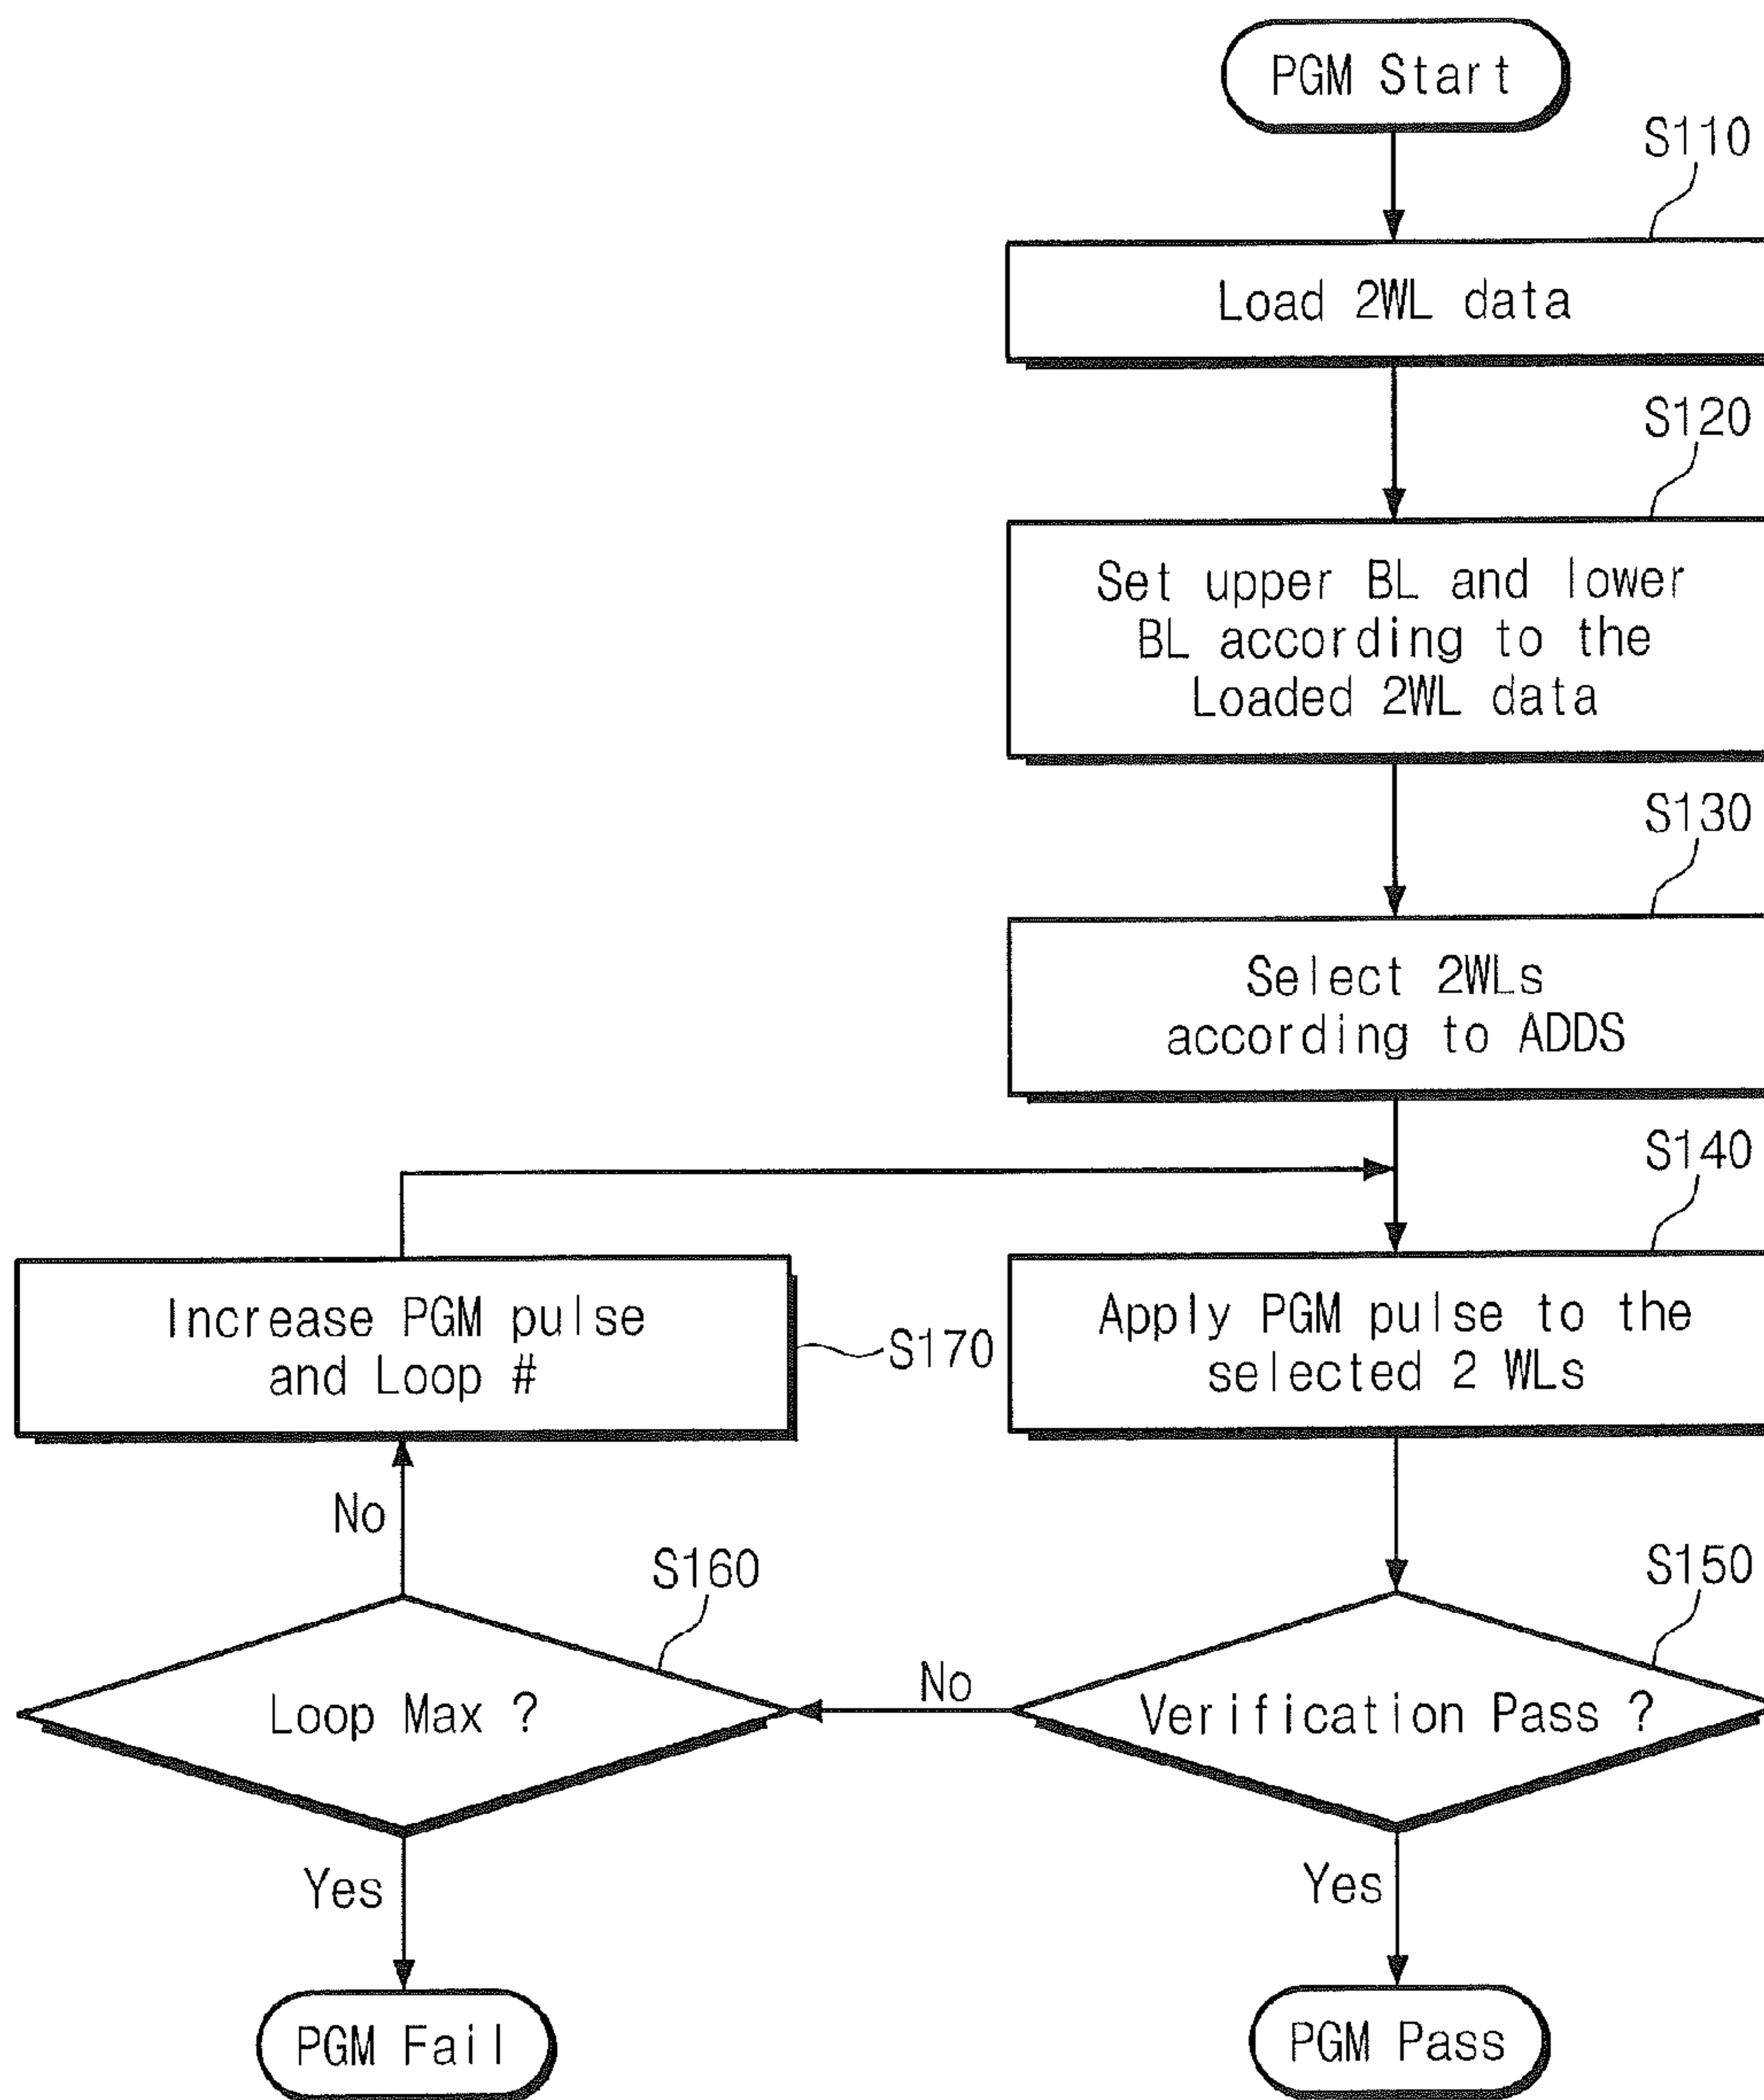 PGM Start
S110
Load 2WL data
S120
Set upper BL and lower
BL according to the
Loaded 2WL data
S130
Select 2WLs
according to ADDS
S140
Apply PGM pulse to the
selected 2 WLs
Increase PGM pulse
and Loop #
S170
No
S160
S150
Loop Max ?
No
Verification Pass ?
Yes
Yes
PGM Fail
PGM Pass